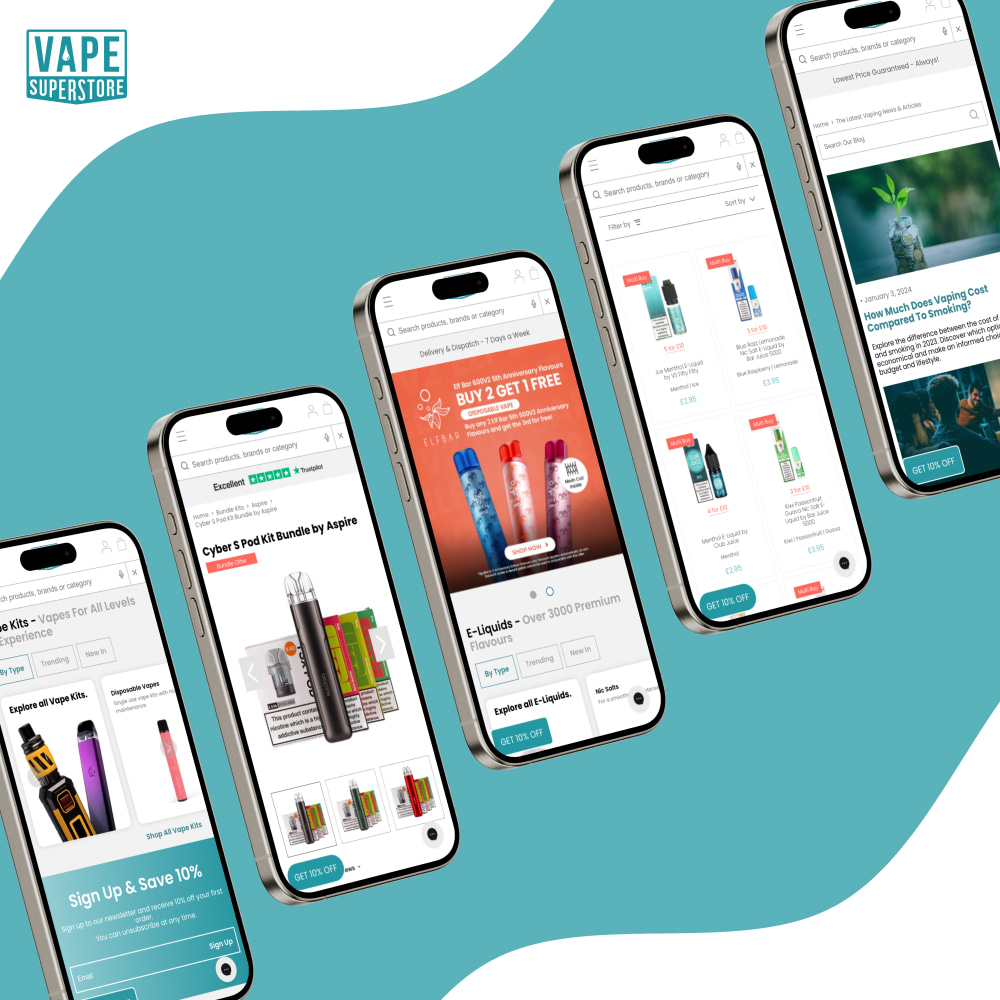 VAPE
SUPERSTORE
Search products, brands or category
Lowest Price Guaranteed - Always!
Home › The Latest Vaping News & Articles
Search Our Blog
• January 3, 2024
How Much Does Vaping Cost
Compared To Smoking?
Explore the difference between the cost of
and smoking in 2023. Discover which opti
economical and make an informed choi
budget and lifestyle.
GET 10% OFF
Search products, brands or category
Filter by
Sort by
Multi Buy
5 for £10
Ice Menthol E-Liquid
by VS Fifty Fifty
Menthol | Ice
£2.95
Multi Buy
3 for £10
Blue Razz Lemonade
Nic Salt E-Liquid by
Bar Juice 5000
Blue Raspberry | Lemonade
£3.95
Multi Buy
4 for £10
Menthol E-Liquid by
Club Juice
Menthol
£2.95
Multi Buy
3 for £10
Kiwi Passionfruit
Guava Nic Salt E-
Liquid by Bar Juice
5000
Kiwi | Passionfruit | Guava
£3.95
Multi Buy
GET 10% OFF
Search products, brands or category
Delivery & Dispatch - 7 Days a Week
ELFBAR
Elf Bar 600V2 5th Anniversary Flavours
BUY 2 GET 1 FREE
DISPOSABLE VAPE
Buy any 2 Elf Bar 5th 600V2 Anniversary
Flavours and get the 3rd for free!
Mesh Coil
Inside
SHOP NOW
E-Liquids - Over 3000 Premium
Flavours
By Type
Trending
New In
Explore all E-Liquids.
Nic Salts
For a smooth
GET 10% OFF
Search products, brands or category
Excellent
Trustpilot
Home › Bundle Kits › Aspire ›
Cyber S Pod Kit Bundle by Aspire
Cyber S Pod Kit Bundle by Aspire
Bundle Offer
This product contains
nicotine which is a
addictive substance
GET 10% OFF
ews
ch products, brands or category
pe Kits - Vapes For All Levels
Experience
By Type
Trending
New In
Explore all Vape Kits.
Disposable Vapes
Single use vape kits with no
maintenance
Shop All Vape Kits
Sign Up & Save 10%
Sign up to our newsletter and receive 10% off your first
order.
You can unsubscribe at any time.
Email
Sign Up